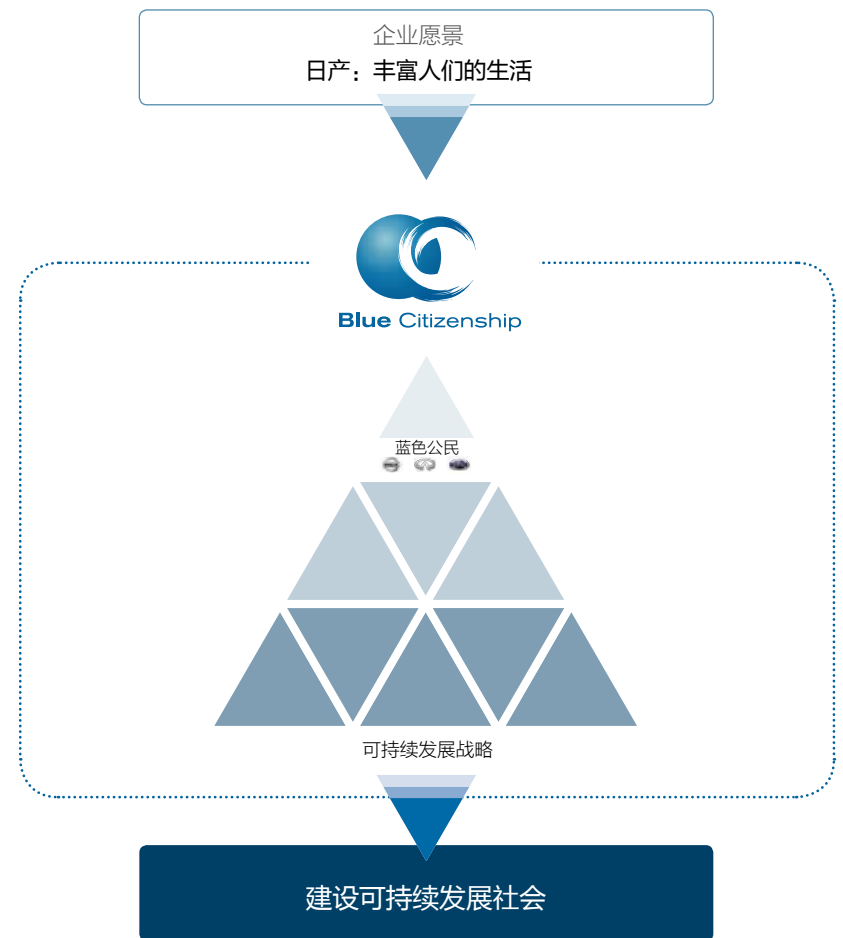 企业愿景
日产：丰富人们的生活
Blue Citizenship
蓝色公民
可持续发展战略
建设可持续发展社会